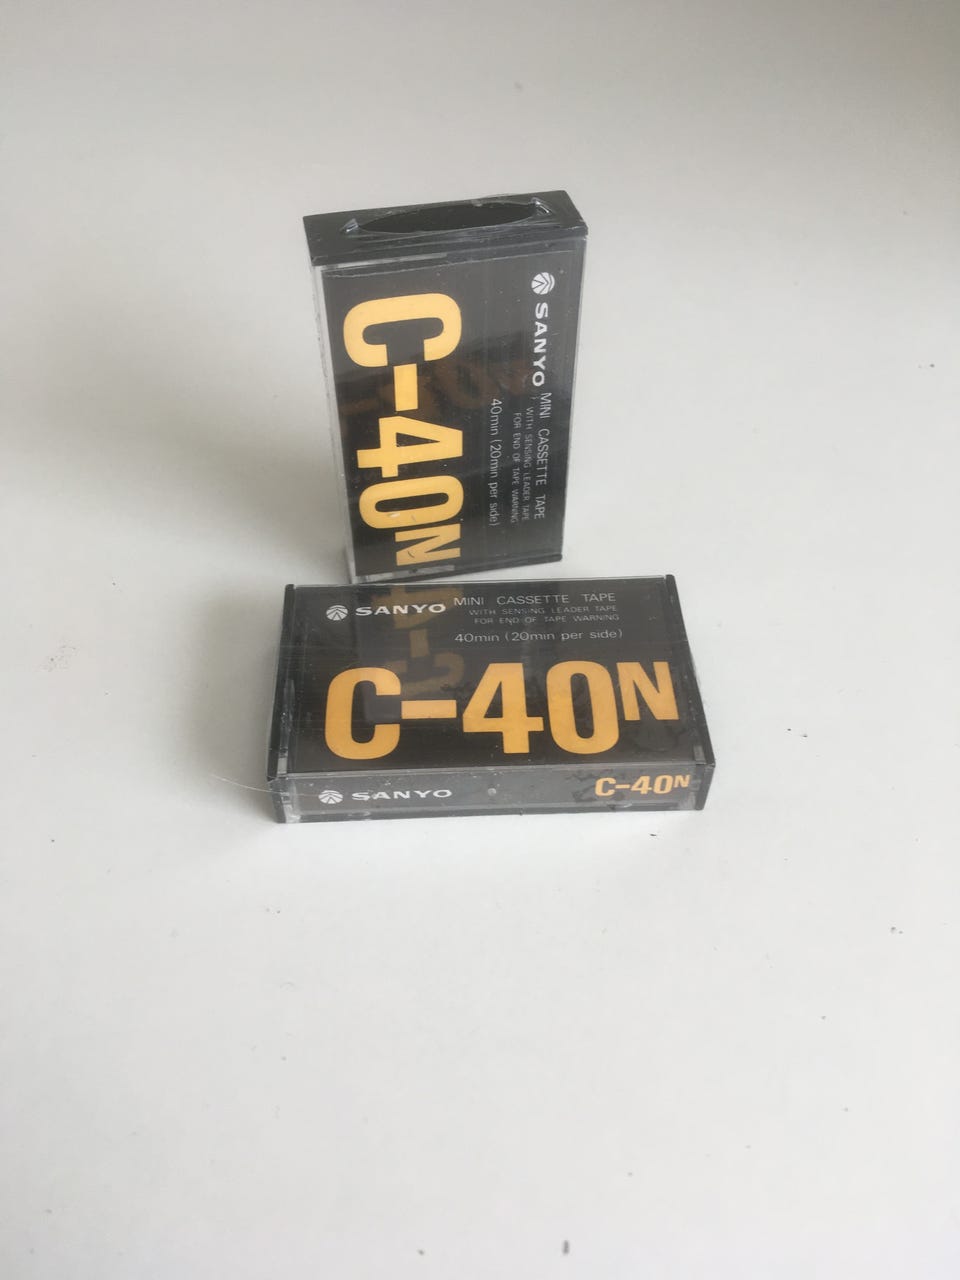 SANYO MINI CASSETTE TAPE
WITH SENSING LEADER TAPE
FOR END OF TAPE WARNING
40min (20min per side)
C-40N
SANYO MINI CASSETTE TAPE
WITH SENSING LEADER TAPE
FOR END OF TAPE WARNING
40min (20min per side)
C-40N
SANYO C-40N